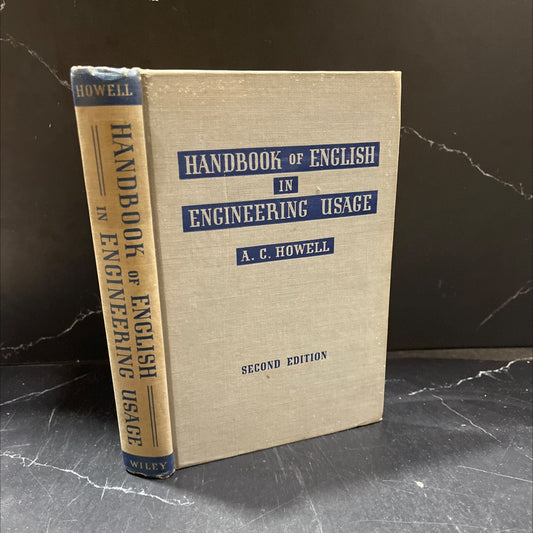 HOWELL
HANDBOOK OF ENGLISH
IN ENGINEERING USAGE
WILEY
HANDBOOK OF ENGLISH
IN
ENGINEERING USAGE
A. C. HOWELL
SECOND EDITION